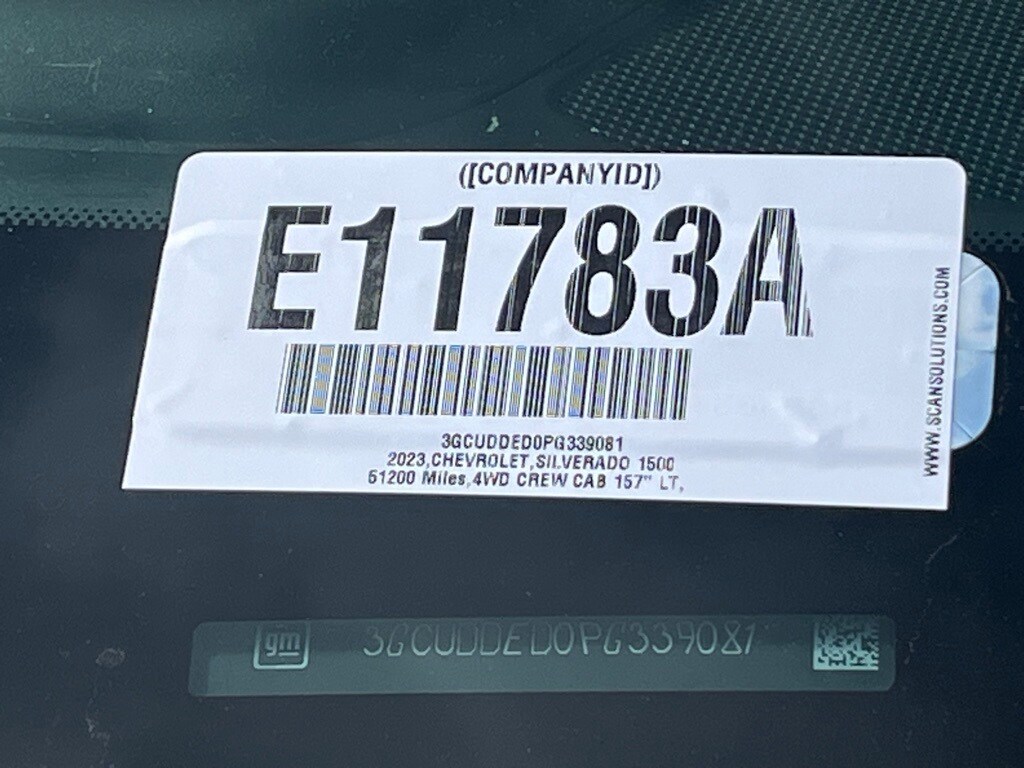 ([COMPANYID])
E11783A
3GCUDDED0PG339081
2023,CHEVROLET,SILVERADO 1500
51200 Miles,4WD CREW CAB 157" LT,
WWW.SCANSOLUTIONS.COM
gm 3GCUDDED0PG339081